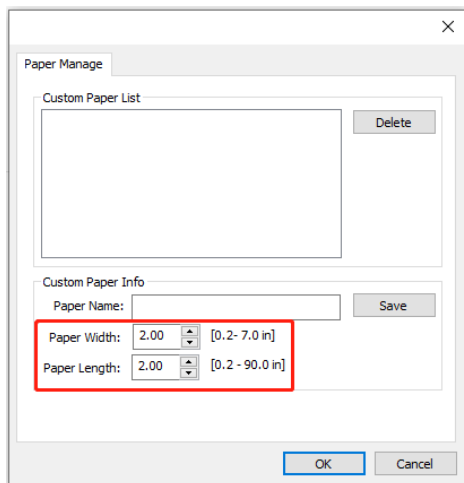 Paper Manage
Custom Paper List
Delete
Custom Paper Info
Paper Name:
Save
Paper Width: 2.00 [0.2- 7.0 in]
Paper Length: 2.00 [0.2 - 90.0 in]
OK Cancel